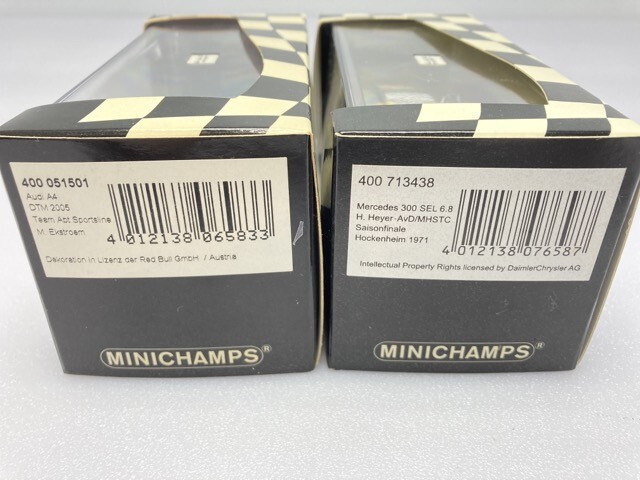 400 051501
Audi A4
DTM 2005
Team Abt Sportsline
M. Ekstroem
4 012138 065833
Dekoration in Lizenz der Red Bull GmbH / Austria
MINICHAMPS®
400 713438
Mercedes 300 SEL 6.8
H. Heyer·AvD/MHSTC
Saisonfinale
Hockenheim 1971
4 012138 076587
Intellectual Property Rights licensed by DaimlerChrysler AG
MINICHAMPS®